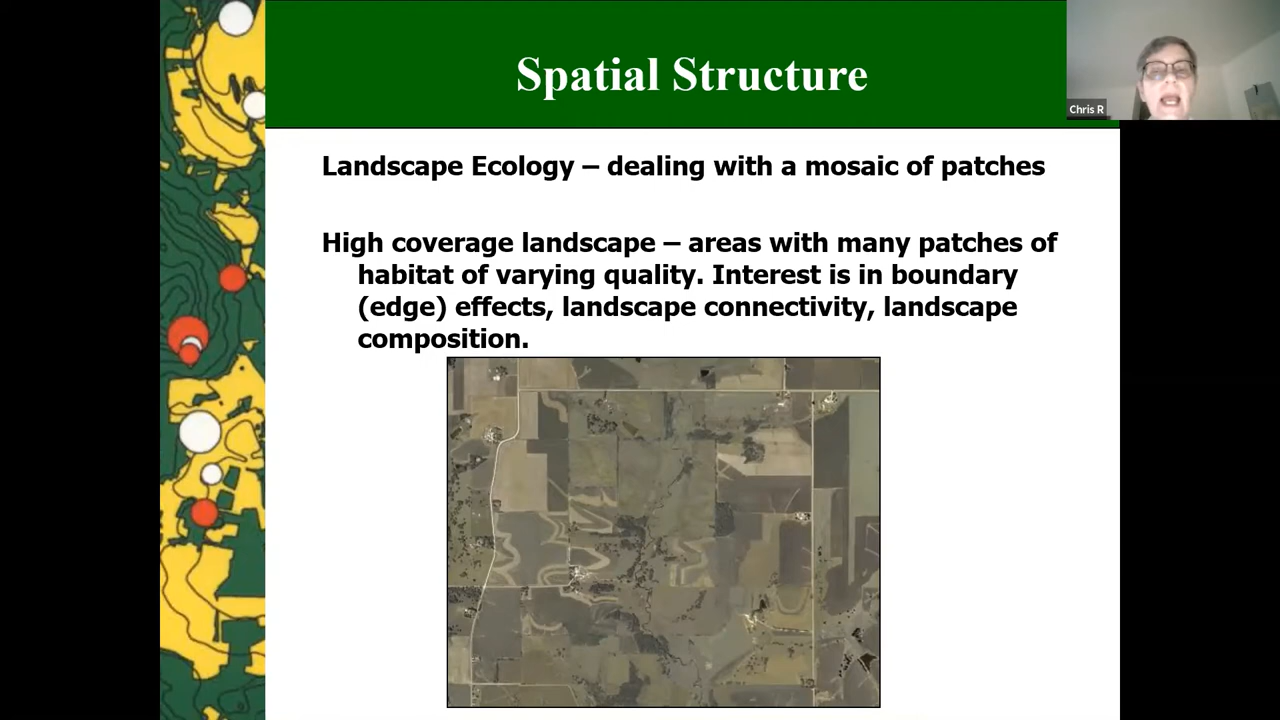 Spatial Structure
Chris R
Landscape Ecology – dealing with a mosaic of patches
High coverage landscape – areas with many patches of
habitat of varying quality. Interest is in boundary
(edge) effects, landscape connectivity, landscape
composition.